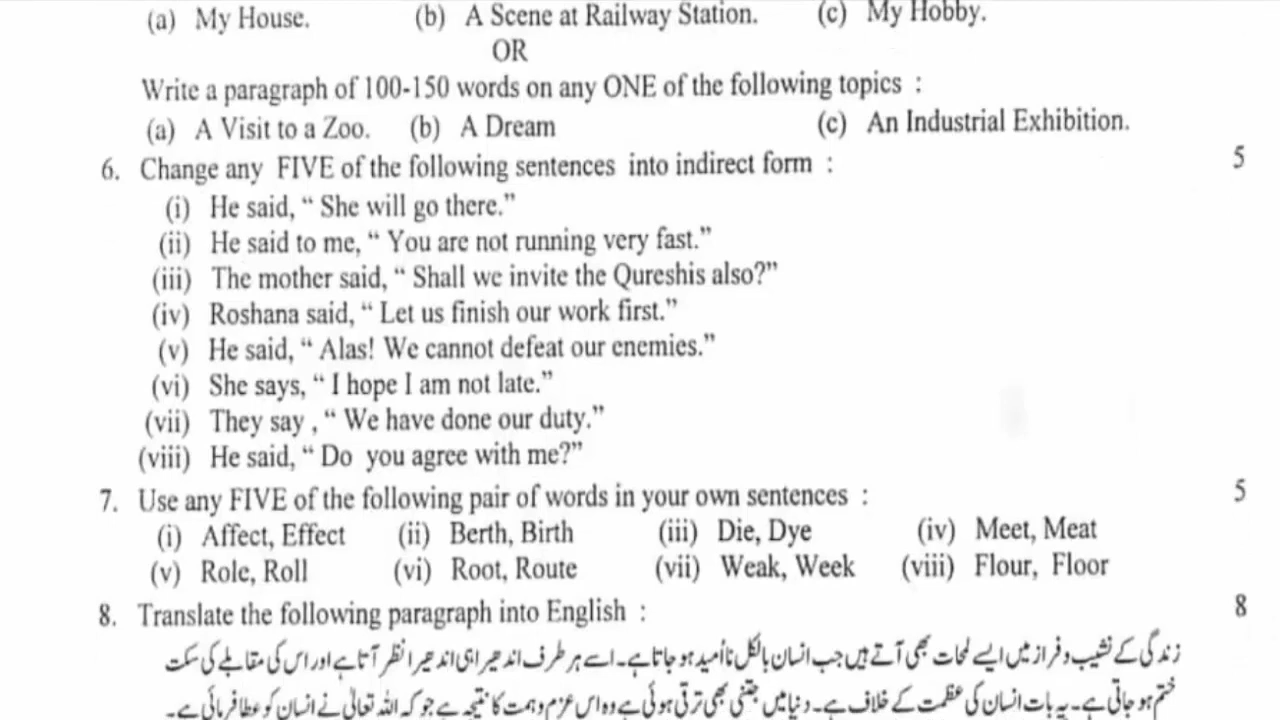 (a) My House. (b) A Scene at Railway Station. (c) My Hobby.
OR
Write a paragraph of 100-150 words on any ONE of the following topics :
(a) A Visit to a Zoo. (b) A Dream (c) An Industrial Exhibition.
6. Change any FIVE of the following sentences into indirect form : 5
(i) He said, “ She will go there.”
(ii) He said to me, “ You are not running very fast.”
(iii) The mother said, “ Shall we invite the Qureshis also?”
(iv) Roshana said, “ Let us finish our work first.”
(v) He said, “ Alas! We cannot defeat our enemies.”
(vi) She says, “ I hope I am not late.”
(vii) They say , “ We have done our duty.”
(viii) He said, “ Do you agree with me?”
7. Use any FIVE of the following pair of words in your own sentences : 5
(i) Affect, Effect (ii) Berth, Birth (iii) Die, Dye (iv) Meet, Meat
(v) Role, Roll (vi) Root, Route (vii) Weak, Week (viii) Flour, Floor
8. Translate the following paragraph into English : 8
زندگی کے نشیب و فراز میں ایسے لمحات بھی آتے ہیں جب انسان بالکل نا اُمید ہو جاتا ہے۔ اسے ہر طرف اندھیرا ہی اندھیرا نظر آتا ہے اور اس کی مقابلے کی سکت
ختم ہو جاتی ہے۔ یہ بات انسان کی عظمت کے خلاف ہے۔ دنیا میں جتنی بھی ترقی ہوئی ہے وہ اس عزم و ہمت کا نتیجہ ہے جو کہ اللہ تعالیٰ نے انسان کو عطا فرمائی ہے۔